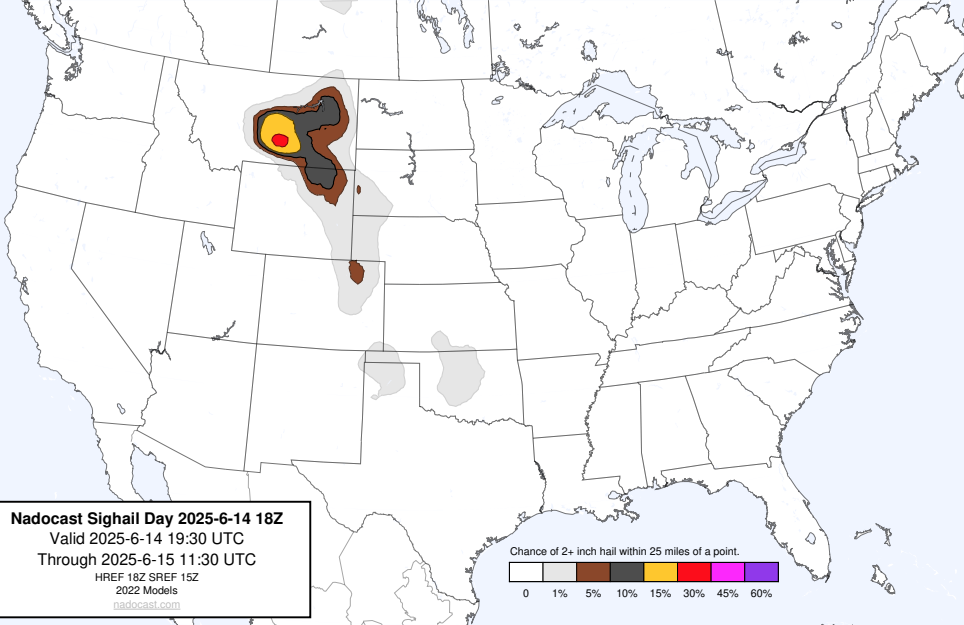 Nadocast Sighail Day 2025-6-14 18Z
Valid 2025-6-14 19:30 UTC
Through 2025-6-15 11:30 UTC
HREF 18Z SREF 15Z
2022 Models
nadocast.com
Chance of 2+ inch hail within 25 miles of a point.
0 1% 5% 10% 15% 30% 45% 60%